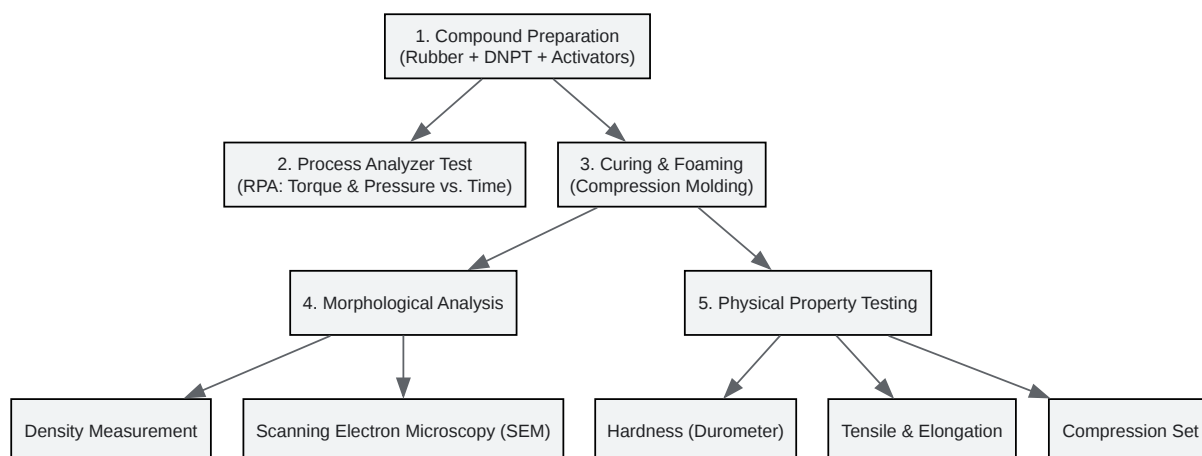 1. Compound Preparation
(Rubber + DNPT + Activators)
2. Process Analyzer Test
(RPA: Torque & Pressure vs. Time)
3. Curing & Foaming
(Compression Molding)
4. Morphological Analysis
5. Physical Property Testing
Density Measurement
Scanning Electron Microscopy (SEM)
Hardness (Durometer)
Tensile & Elongation
Compression Set